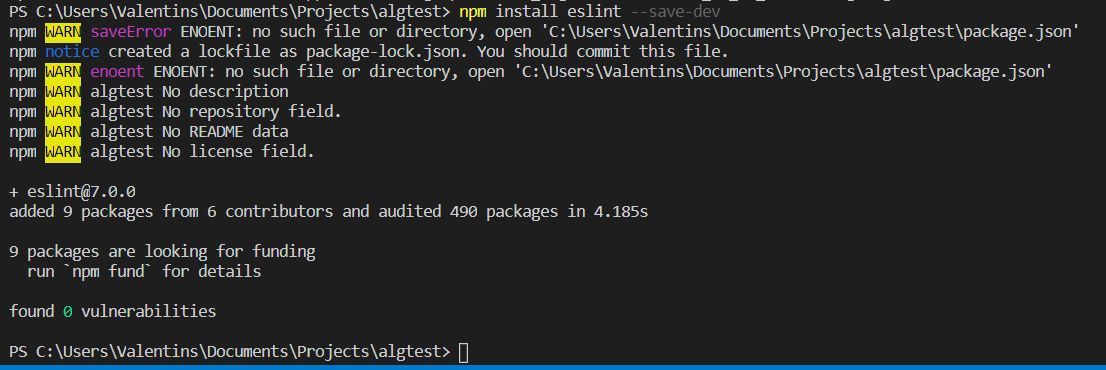 PS C:\Users\Valentins\Documents\Projects\algtest> npm install eslint --save-dev
npm WARN saveError ENOENT: no such file or directory, open 'C:\Users\Valentins\Documents\Projects\algtest\package.json'
npm notice created a lockfile as package-lock.json. You should commit this file.
npm WARN enoent ENOENT: no such file or directory, open 'C:\Users\Valentins\Documents\Projects\algtest\package.json'
npm WARN algtest No description
npm WARN algtest No repository field.
npm WARN algtest No README data
npm WARN algtest No license field.

+ eslint@7.0.0
added 9 packages from 6 contributors and audited 490 packages in 4.185s

9 packages are looking for funding
  run `npm fund` for details

found 0 vulnerabilities

PS C:\Users\Valentins\Documents\Projects\algtest>